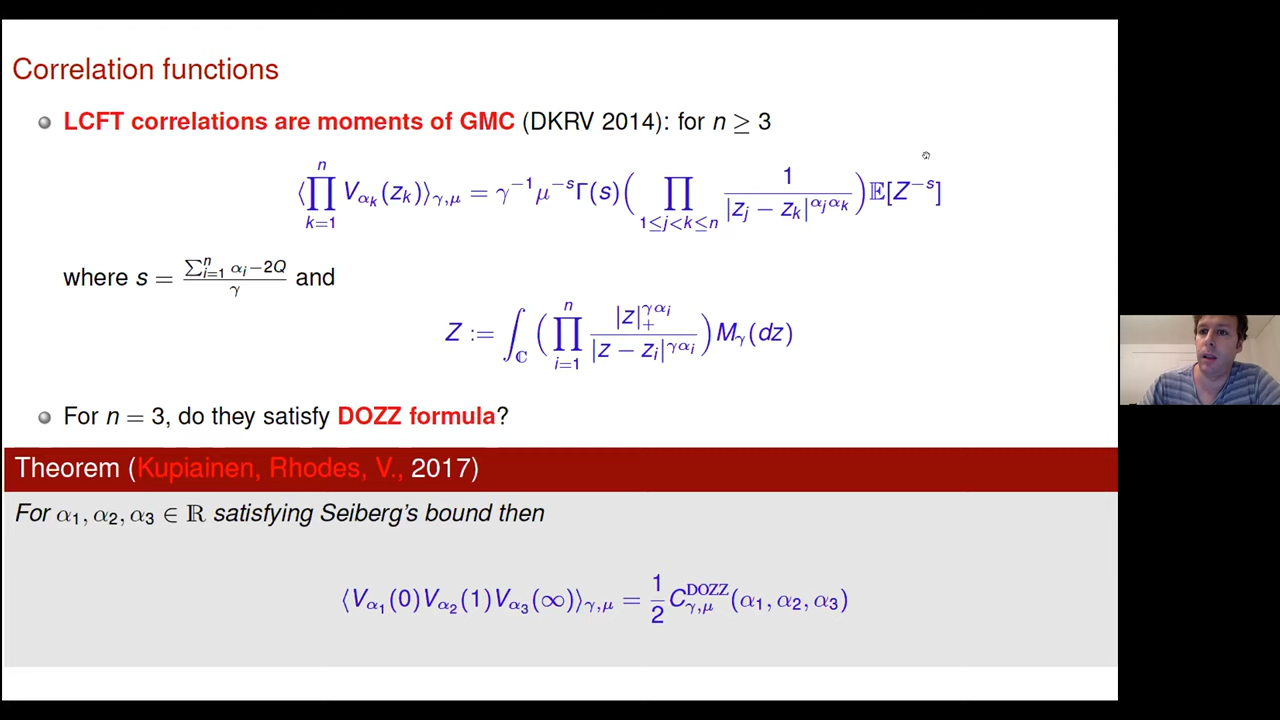 Correlation functions
LCFT correlations are moments of GMC (DKRV 2014): for n ≥ 3
⟨∏_{k=1}^{n} V_{α_k}(z_k)⟩_{γ,μ} = γ^{-1}μ^{-s}Γ(s)(∏_{1≤j<k≤n} 1/|z_j − z_k|^{α_jα_k})𝔼[Z^{-s}]
where s = (∑_{i=1}^{n} α_i−2Q)/γ and
Z := ∫_ℂ (∏_{i=1}^{n} |z|_+^{γα_i}/|z − z_i|^{γα_i}) M_γ(dz)
For n = 3, do they satisfy DOZZ formula?
Theorem (Kupiainen, Rhodes, V., 2017)
For α_1, α_2, α_3 ∈ ℝ satisfying Seiberg's bound then
⟨V_{α_1}(0)V_{α_2}(1)V_{α_3}(∞)⟩_{γ,μ} = 1/2 C_{γ,μ}^{DOZZ}(α_1, α_2, α_3)